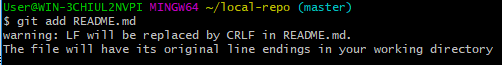 User@WIN-3CHIUL2NVPI MINGW64 ~/local-repo (master)
$ git add README.md
warning: LF will be replaced by CRLF in README.md.
The file will have its original line endings in your working directory